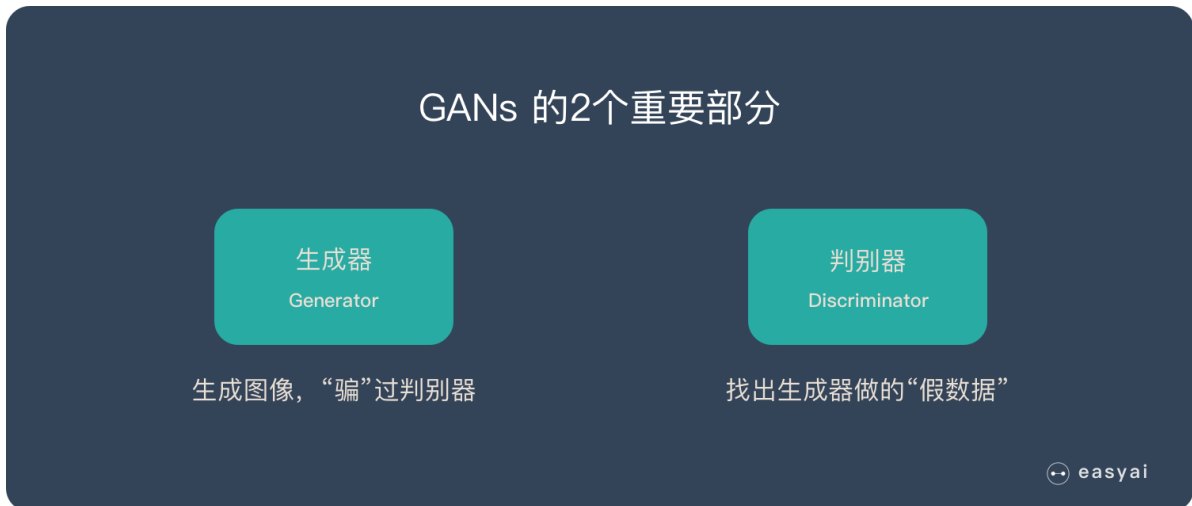 GANs 的2个重要部分
生成器
Generator
生成图像，“骗”过判别器
判别器
Discriminator
找出生成器做的“假数据”
easyai